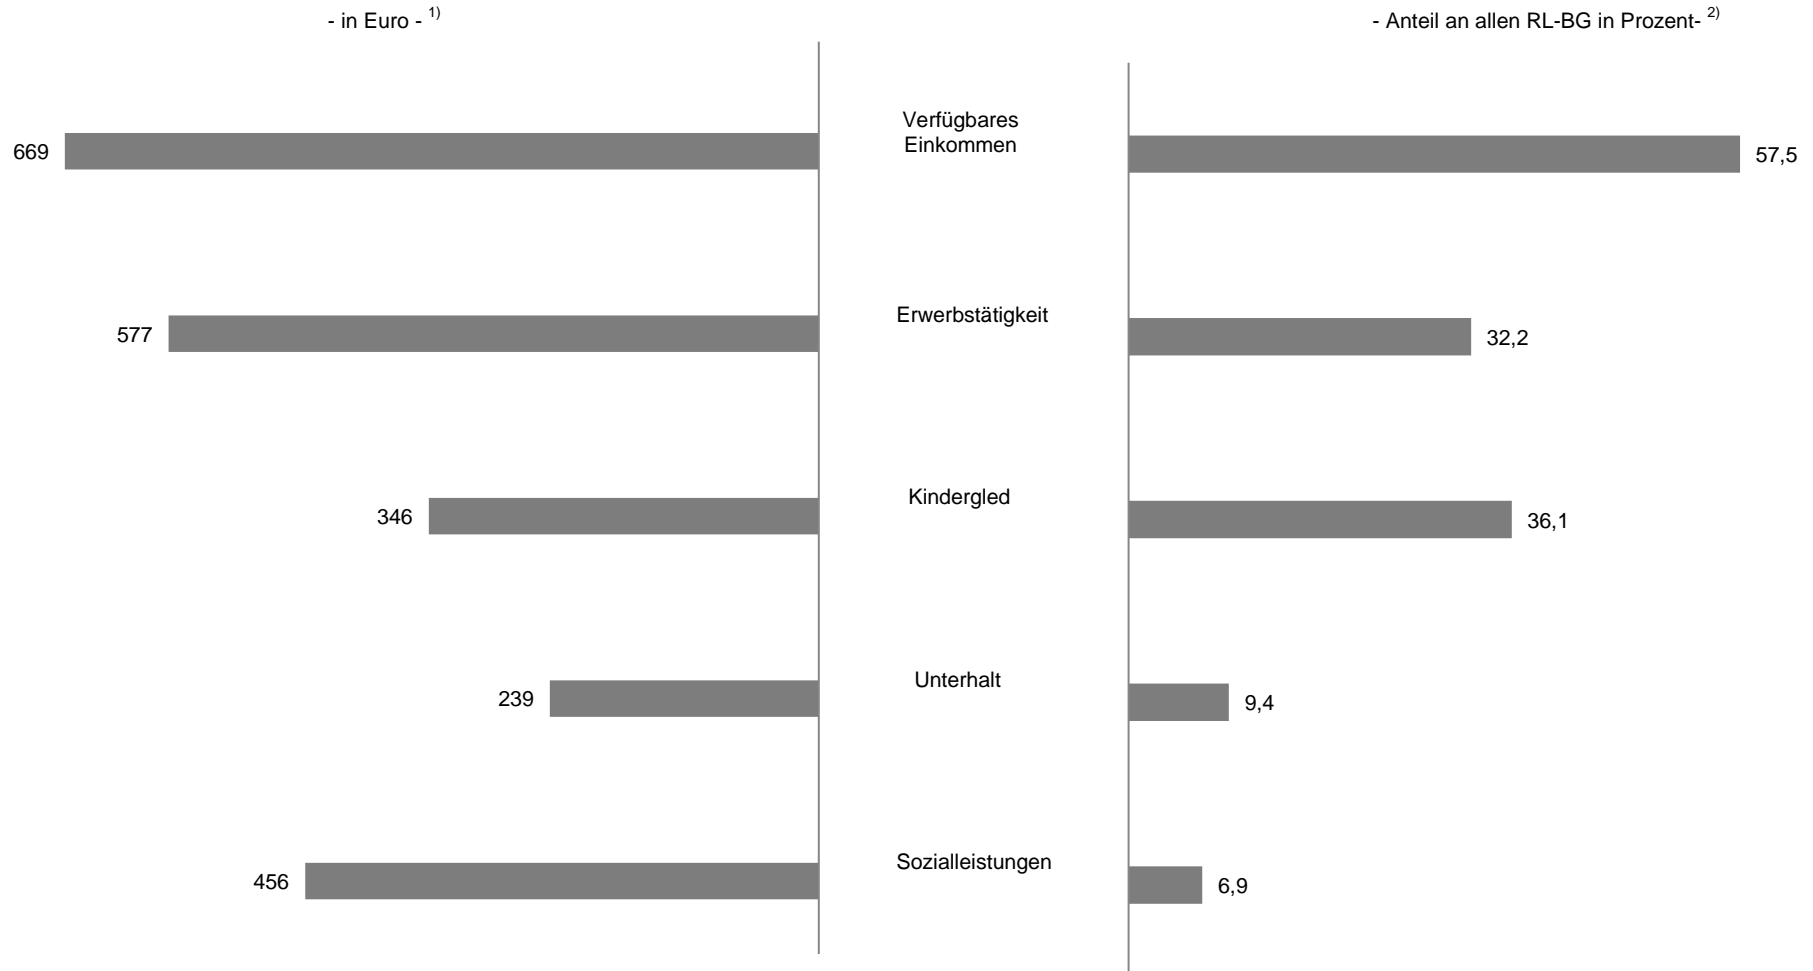 - in Euro - 1)
- Anteil an allen RL-BG in Prozent- 2)
Verfügbares
Einkommen
669
57,5
Erwerbstätigkeit
577
32,2
Kindergled
346
36,1
Unterhalt
239
9,4
Sozialleistungen
456
6,9